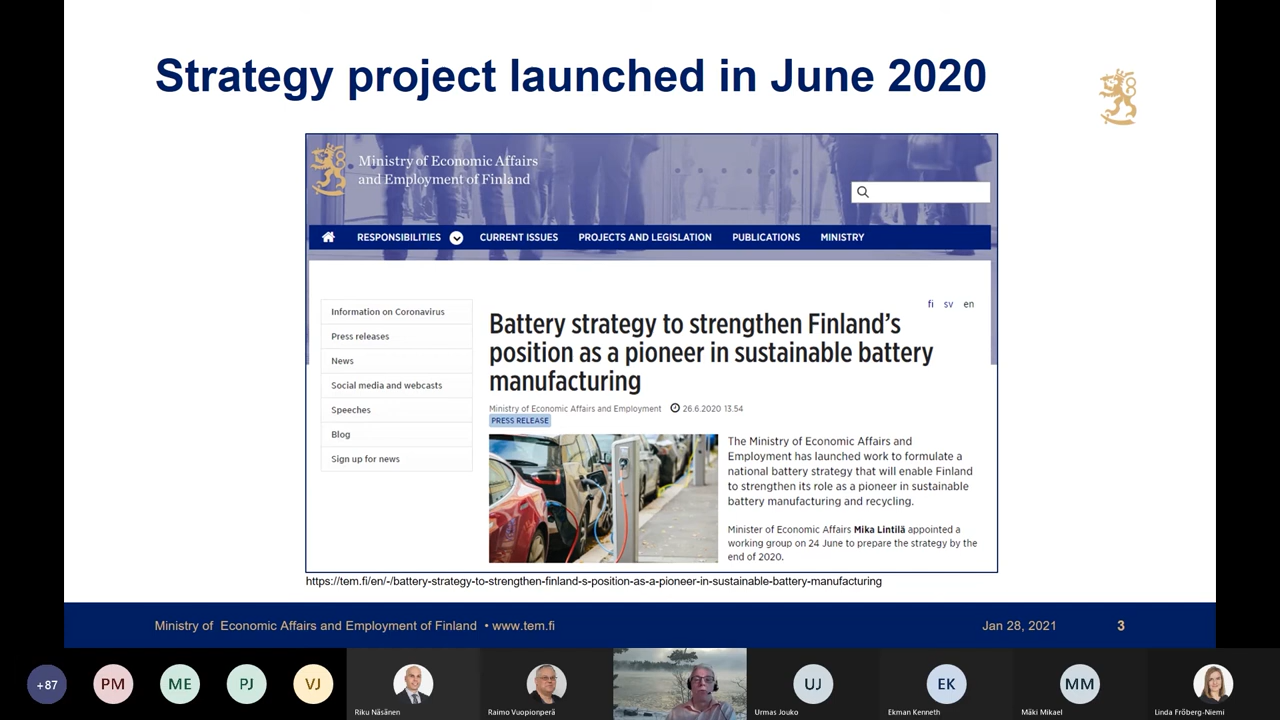 Strategy project launched in June 2020
Ministry of Economic Affairs
and Employment of Finland
RESPONSIBILITIES CURRENT ISSUES PROJECTS AND LEGISLATION PUBLICATIONS MINISTRY
fi sv en
Information on Coronavirus
Press releases
News
Social media and webcasts
Speeches
Blog
Sign up for news
Battery strategy to strengthen Finland's
position as a pioneer in sustainable battery
manufacturing
Ministry of Economic Affairs and Employment 26.6.2020 13.54
PRESS RELEASE
The Ministry of Economic Affairs and
Employment has launched work to formulate a
national battery strategy that will enable Finland
to strengthen its role as a pioneer in sustainable
battery manufacturing and recycling.
Minister of Economic Affairs Mika Lintilä appointed a
working group on 24 June to prepare the strategy by the
end of 2020.
https://tem.fi/en/-/battery-strategy-to-strengthen-finland-s-position-as-a-pioneer-in-sustainable-battery-manufacturing
Ministry of Economic Affairs and Employment of Finland • www.tem.fi Jan 28, 2021 3
+87 PM ME PJ VJ UJ EK MM
Riku Näsänen Raimo Vuopionperä Urmas Jouko Ekman Kenneth Mäki Mikael Linda Fröberg-Niemi